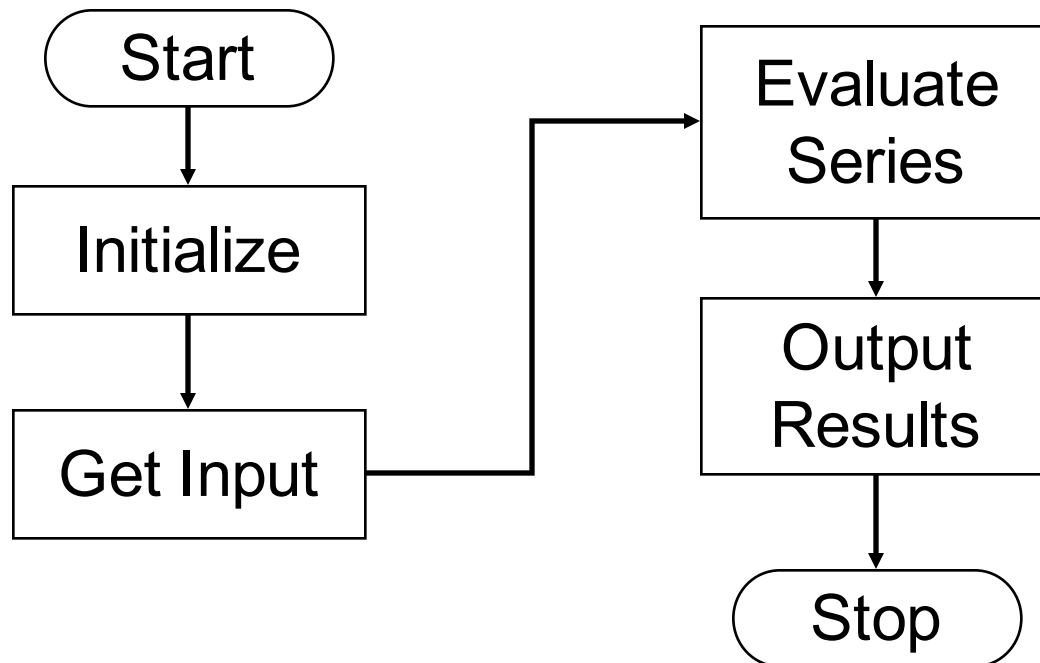 Start
Initialize
Get Input
Evaluate
Series
Output
Results
Stop